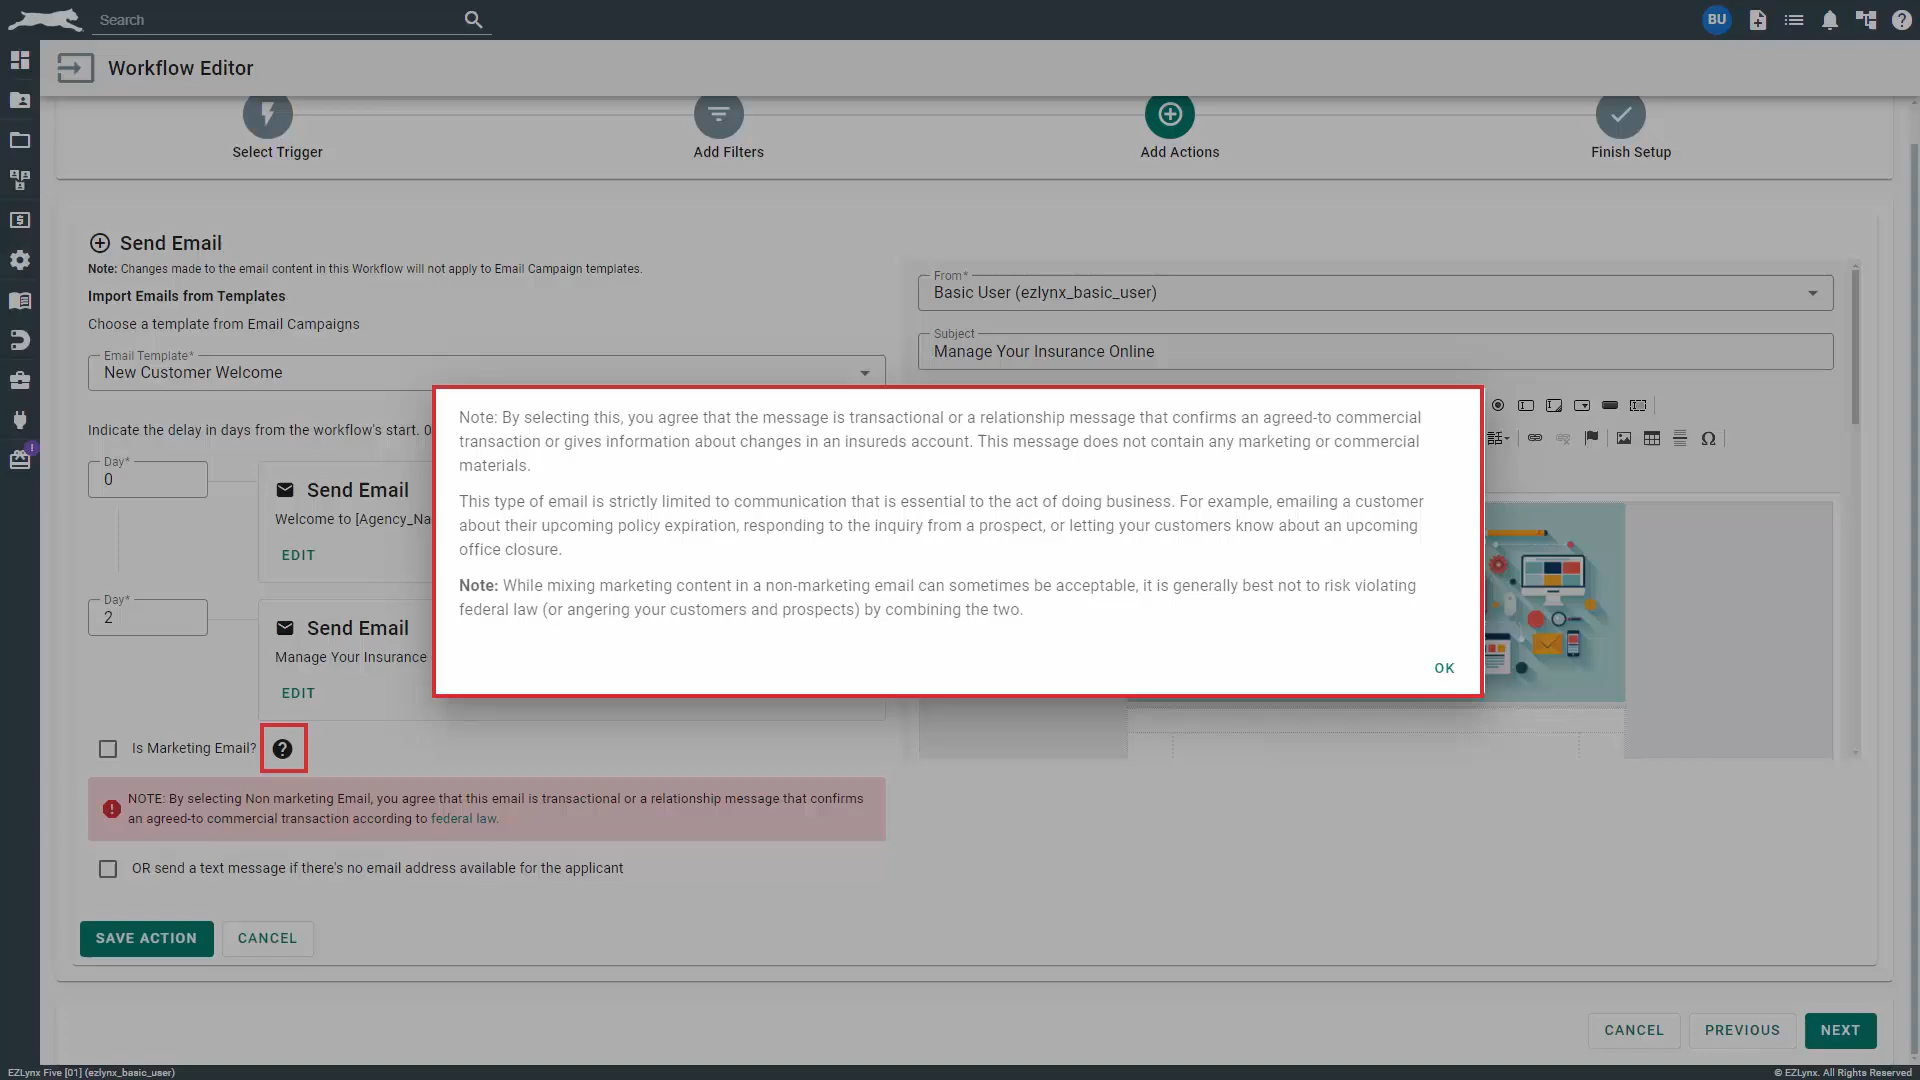 Search
BU
Workflow Editor
Select Trigger
Add Filters
Add Actions
Finish Setup
Send Email
Note: Changes made to the email content in this Workflow will not apply to Email Campaign templates.
Import Emails from Templates
Choose a template from Email Campaigns
Email Template*
New Customer Welcome
From*
Basic User (ezlynx_basic_user)
Subject
Manage Your Insurance Online
Indicate the delay in days from the workflow's start. 0
Day*
0
Send Email
Welcome to [Agency_Na
EDIT
Day*
2
Send Email
Manage Your Insurance
EDIT
Note: By selecting this, you agree that the message is transactional or a relationship message that confirms an agreed-to commercial
transaction or gives information about changes in an insureds account. This message does not contain any marketing or commercial
materials.
This type of email is strictly limited to communication that is essential to the act of doing business. For example, emailing a customer
about their upcoming policy expiration, responding to the inquiry from a prospect, or letting your customers know about an upcoming
office closure.
Note: While mixing marketing content in a non-marketing email can sometimes be acceptable, it is generally best not to risk violating
federal law (or angering your customers and prospects) by combining the two.
OK
Is Marketing Email?
NOTE: By selecting Non marketing Email, you agree that this email is transactional or a relationship message that confirms
an agreed-to commercial transaction according to federal law.
OR send a text message if there's no email address available for the applicant
SAVE ACTION
CANCEL
CANCEL
PREVIOUS
NEXT
EZLynx Five [01] (ezlynx_basic_user)
© EZLynx. All Rights Reserved